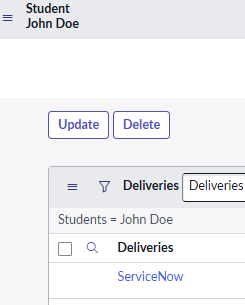 Student
John Doe
Update Delete
Deliveries Deliveries
Students = John Doe
Deliveries
ServiceNow